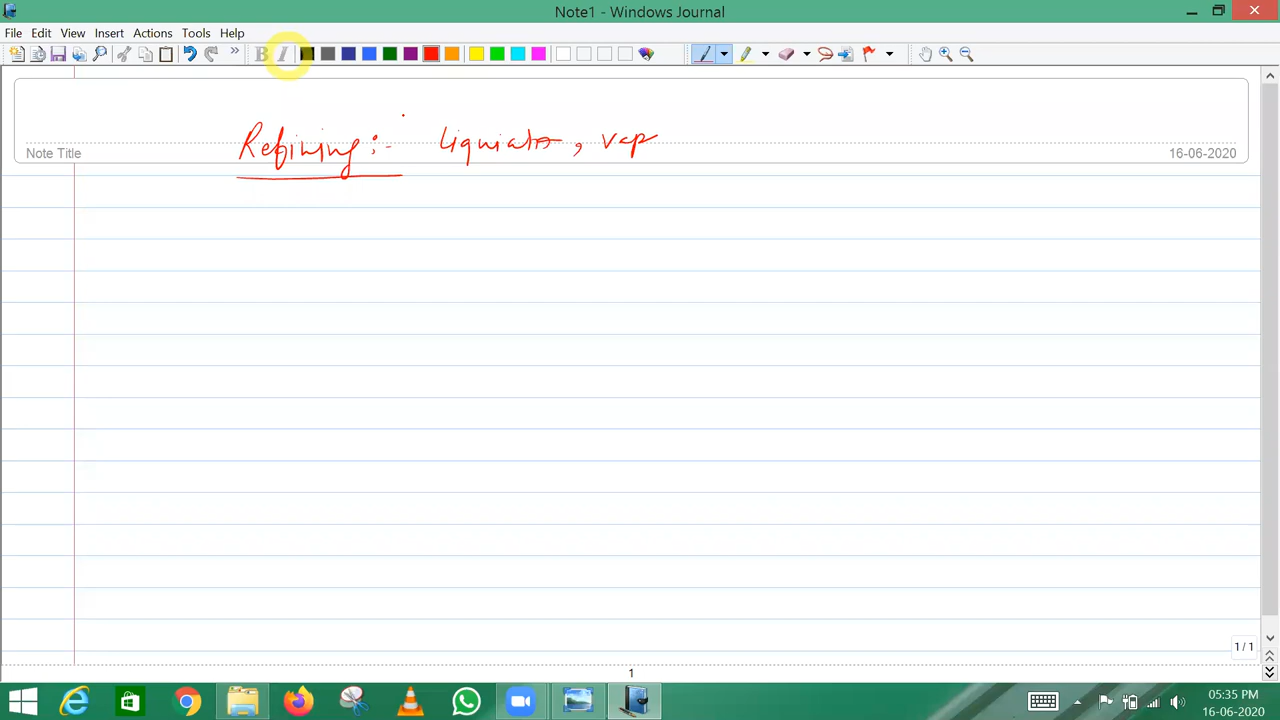 Note1 - Windows Journal
File Edit View Insert Actions Tools Help
» B I
Refining :- Liquiatn , vap
Note Title
16-06-2020
1 / 1
1
05:35 PM
16-06-2020